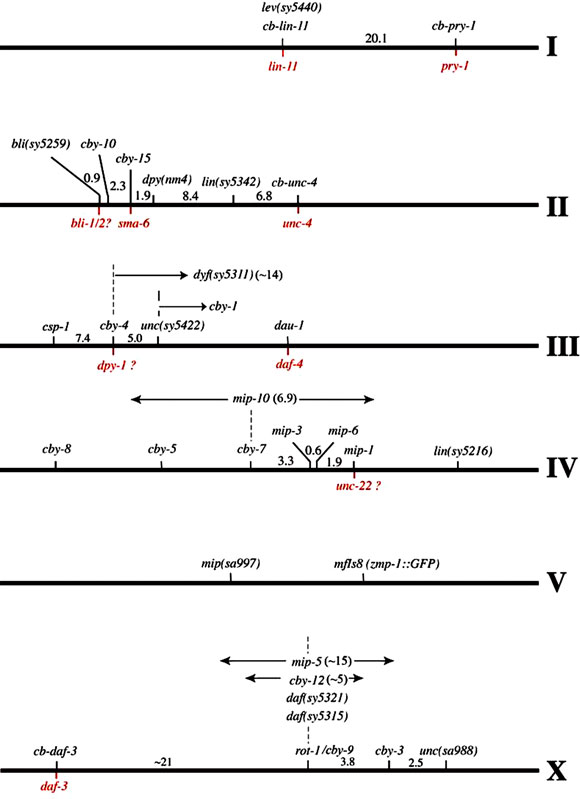 lev(sy5440)
cb-lin-11 cb-pry-1
20.1
I
lin-11 pry-1
bli(sy5259) cby-10
cby-15
0.9 2.3 dpy(nm4) lin(sy5342) cb-unc-4
1.9 8.4 6.8
II
bli-1/2? sma-6 unc-4
dyf(sy5311) (~14)
cby-1
csp-1 cby-4 unc(sy5422) dau-1
7.4 5.0
III
dpy-1 ? daf-4
mip-10 (6.9)
mip-3 mip-6
cby-8 cby-5 cby-7 0.6 mip-1 lin(sy5216)
3.3 1.9
IV
unc-22 ?
mip(sa997) mfIs8 (zmp-1::GFP)
V
mip-5 (~15)
cby-12 (~5)
daf(sy5321)
daf(sy5315)
cb-daf-3 rot-1/cby-9 cby-3 unc(sa988)
~21 3.8 2.5
X
daf-3